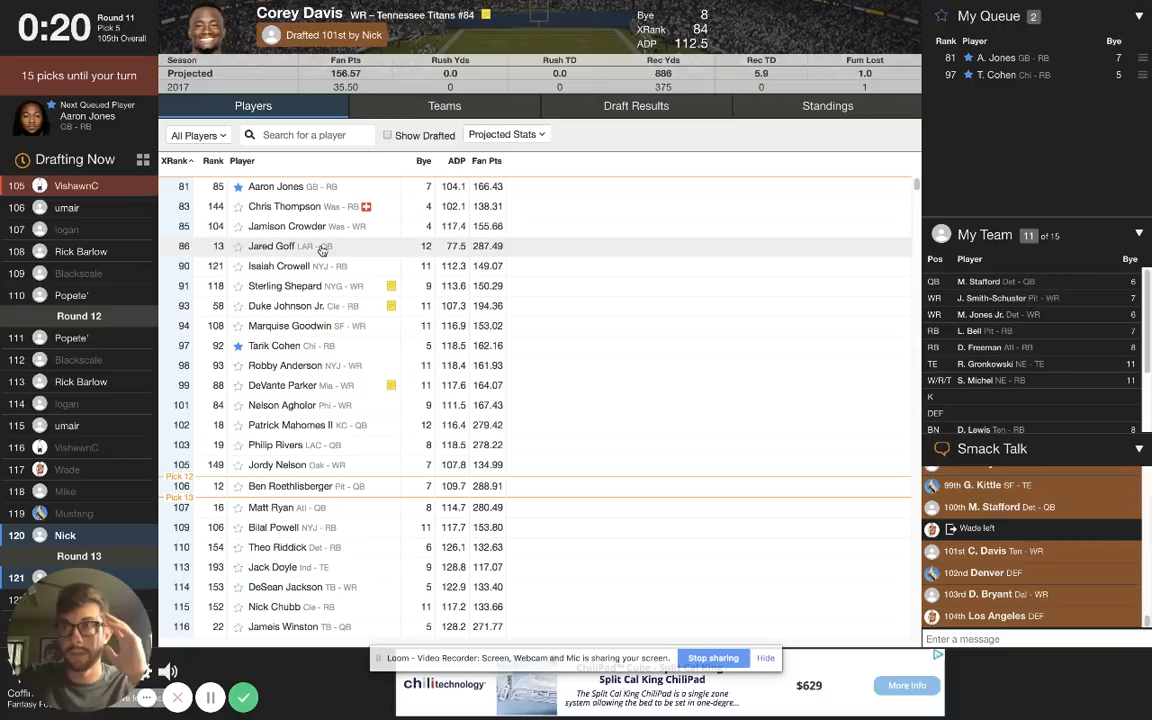 0:20
Round 11
Pick 5
105th Overall
15 picks until your turn
Next Queued Player
Aaron Jones
GB - RB
Drafting Now
105 VishawnC
106 umair
107 logan
108 Rick Barlow
109 Blackscale
110 Popete'
Round 12
111 Popete'
112 Blackscale
113 Rick Barlow
114 logan
115 umair
116 VishawnC
117 Wade
118 Mike
119 Mustang
120 Nick
Round 13
121
Corey Davis WR – Tennessee Titans #84
Drafted 101st by Nick
Bye 8
XRank 84
ADP 112.5
Season Fan Pts Rush Yds Rush TD Rec Yds Rec TD Fum Lost
Projected 156.57 0.0 0.0 886 5.9 1.0
2017 35.50 0 0 375 0 1
Players Teams Draft Results Standings
All Players Search for a player Show Drafted Projected Stats
XRank Rank Player Bye ADP Fan Pts
81 85 Aaron Jones GB - RB 7 104.1 166.43
83 144 Chris Thompson Was - RB 4 102.1 138.31
85 104 Jamison Crowder Was - WR 4 117.4 155.66
86 13 Jared Goff LAR - QB 12 77.5 287.49
90 121 Isaiah Crowell NYJ - RB 11 112.3 149.07
91 118 Sterling Shepard NYG - WR 9 113.6 150.29
93 58 Duke Johnson Jr. Cle - RB 11 107.3 194.36
94 108 Marquise Goodwin SF - WR 11 116.9 153.02
97 92 Tarik Cohen Chi - RB 5 118.5 162.16
98 93 Robby Anderson NYJ - WR 11 118.4 161.93
99 88 DeVante Parker Mia - WR 11 117.6 164.07
101 84 Nelson Agholor Phi - WR 9 111.5 167.43
102 18 Patrick Mahomes II KC - QB 12 116.4 279.42
103 19 Philip Rivers LAC - QB 8 118.5 278.22
105 149 Jordy Nelson Oak - WR 7 107.8 134.99
Pick 12
106 12 Ben Roethlisberger Pit - QB 7 109.7 288.91
Pick 13
107 16 Matt Ryan Atl - QB 8 114.7 280.49
109 106 Bilal Powell NYJ - RB 11 117.7 153.80
110 154 Theo Riddick Det - RB 6 126.1 132.63
113 193 Jack Doyle Ind - TE 9 128.8 117.07
114 153 DeSean Jackson TB - WR 5 122.9 133.40
115 152 Nick Chubb Cle - RB 11 117.2 133.66
116 22 Jameis Winston TB - QB 5 128.2 271.77
My Queue 2
Rank Player Bye
81 A. Jones GB - RB 7
97 T. Cohen Chi - RB 5
My Team 11 of 15
Pos Player Bye
QB M. Stafford Det - QB 6
WR J. Smith-Schuster Pit - WR 7
WR M. Jones Jr. Det - WR 6
RB L. Bell Pit - RB 7
RB D. Freeman Atl - RB 8
TE R. Gronkowski NE - TE 11
W/R/T S. Michel NE - RB 11
K
DEF
BN D. Lewis Ten - RB 8
Smack Talk
99th G. Kittle SF - TE
100th M. Stafford Det - QB
Wade left
101st C. Davis Ten - WR
102nd Denver DEF
103rd D. Bryant Dal - WR
104th Los Angeles DEF
Enter a message
Loom – Video Recorder: Screen, Webcam and Mic is sharing your screen. Stop sharing Hide
chilitechnology
Split Cal King ChiliPad
The Split Cal King ChiliPad is a single zone
system allowing the bed to be set in one-degre...
$629
More Info